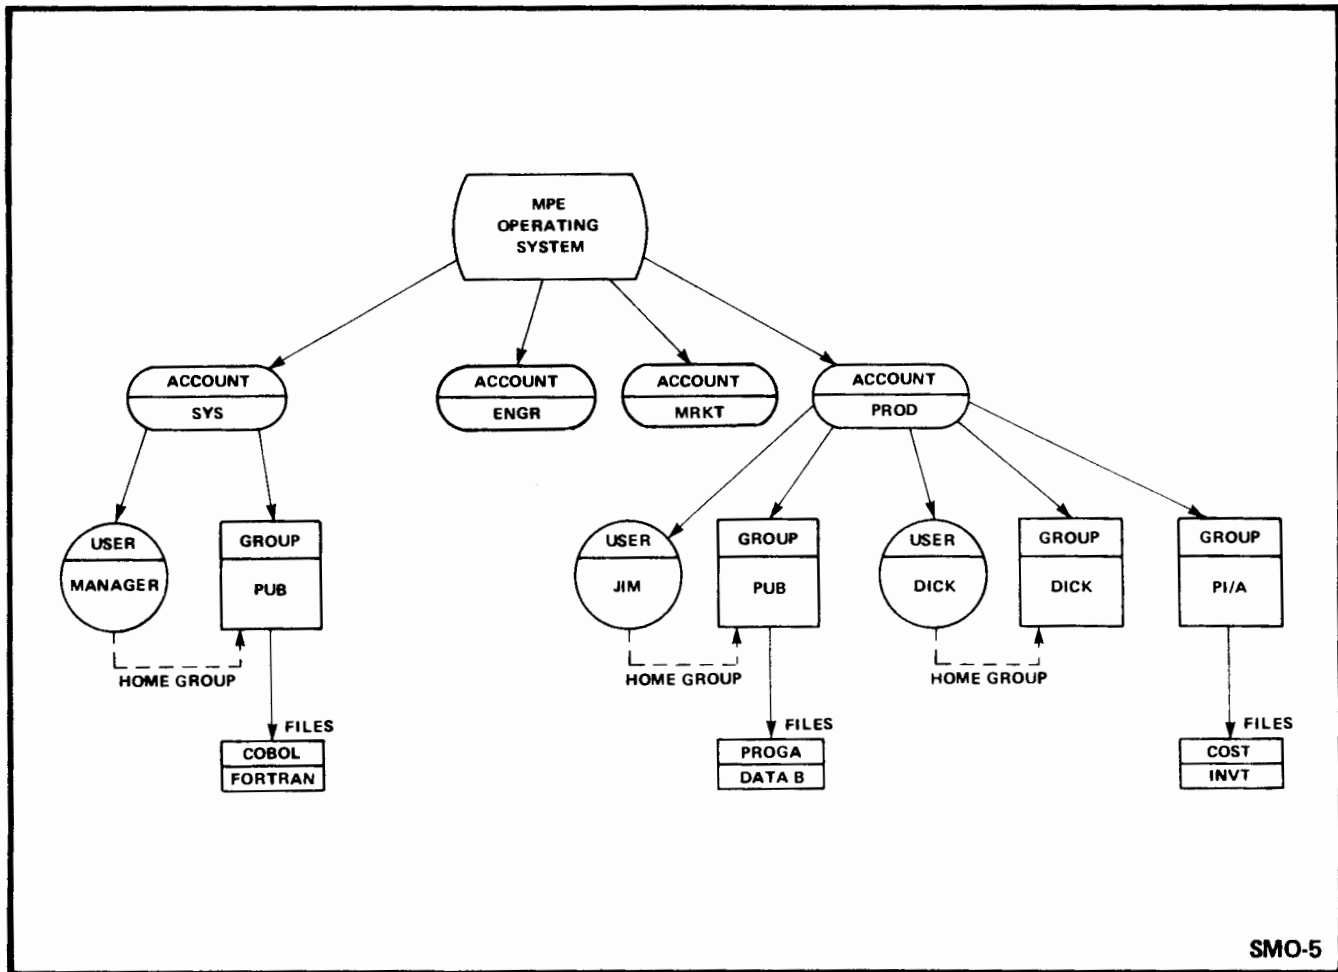 MPE
OPERATING
SYSTEM
ACCOUNT
SYS
ACCOUNT
ENGR
ACCOUNT
MRKT
ACCOUNT
PROD
USER
MANAGER
GROUP
PUB
USER
JIM
GROUP
PUB
USER
DICK
GROUP
DICK
GROUP
PI/A
HOME GROUP
HOME GROUP
HOME GROUP
FILES
COBOL
FORTRAN
FILES
PROGA
DATA B
FILES
COST
INVT
SMO-5